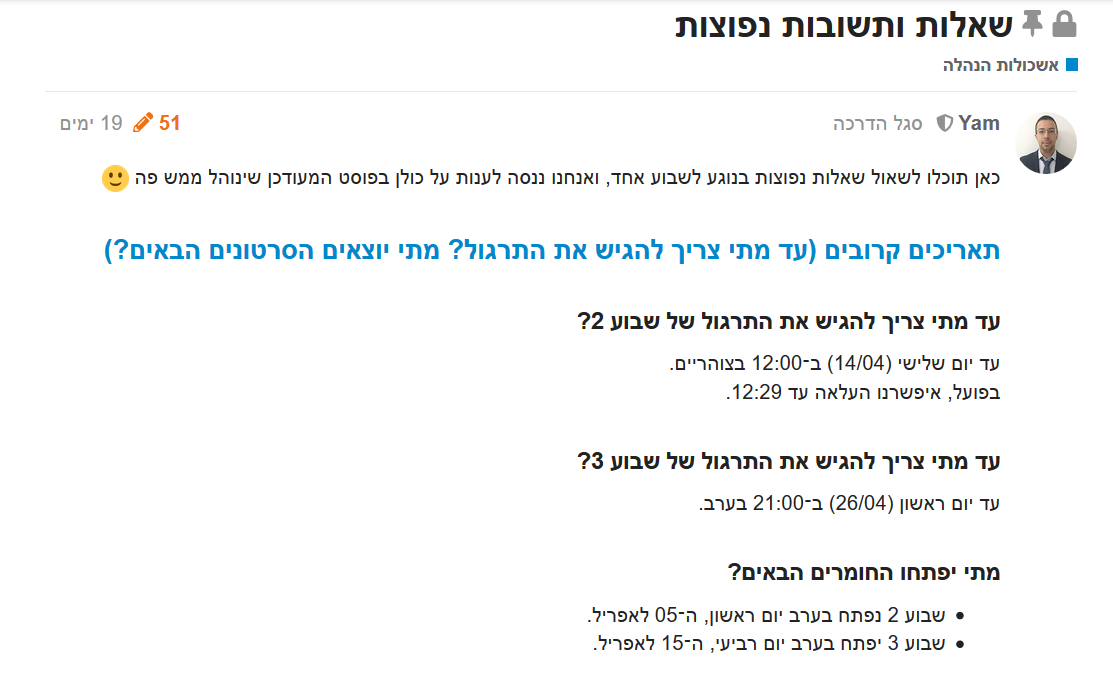 שאלות ותשובות נפוצות
אשכולות הנהלה
Yam סגל הדרכה 51 19 ימים
כאן תוכלו לשאול שאלות נפוצות בנוגע לשבוע אחד, ואנחנו ננסה לענות על כולן בפוסט המעודכן שינוהל ממש פה 🙂
תאריכים קרובים (עד מתי צריך להגיש את התרגול? מתי יוצאים הסרטונים הבאים?)
עד מתי צריך להגיש את התרגול של שבוע 2?
עד יום שלישי (14/04) ב־12:00 בצוהריים.
בפועל, איפשרנו העלאה עד 12:29.
עד מתי צריך להגיש את התרגול של שבוע 3?
עד יום ראשון (26/04) ב־21:00 בערב.
מתי יפתחו החומרים הבאים?
• שבוע 2 נפתח בערב יום ראשון, ה־05 לאפריל.
• שבוע 3 יפתח בערב יום רביעי, ה־15 לאפריל.